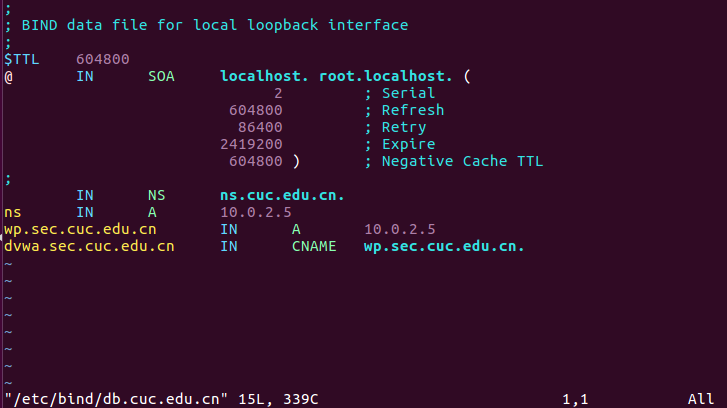 ;
; BIND data file for local loopback interface
;
$TTL    604800
@       IN      SOA     localhost. root.localhost. (
                              2         ; Serial
                         604800         ; Refresh
                          86400         ; Retry
                        2419200         ; Expire
                         604800 )       ; Negative Cache TTL
;
        IN      NS      ns.cuc.edu.cn.
ns      IN      A       10.0.2.5
wp.sec.cuc.edu.cn       IN      A       10.0.2.5
dvwa.sec.cuc.edu.cn     IN      CNAME   wp.sec.cuc.edu.cn.
~
~
~
~
~
~
~
~
"/etc/bind/db.cuc.edu.cn" 15L, 339C                           1,1           All